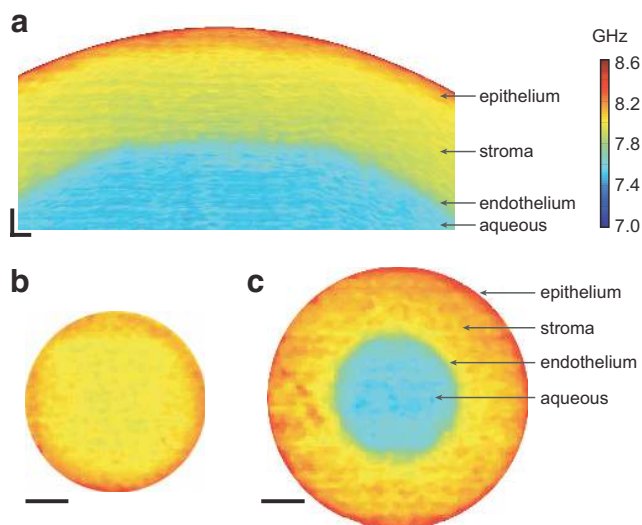 a
GHz
8.6
8.2
7.8
7.4
7.0
epithelium
stroma
endothelium
aqueous
b
c
epithelium
stroma
endothelium
aqueous